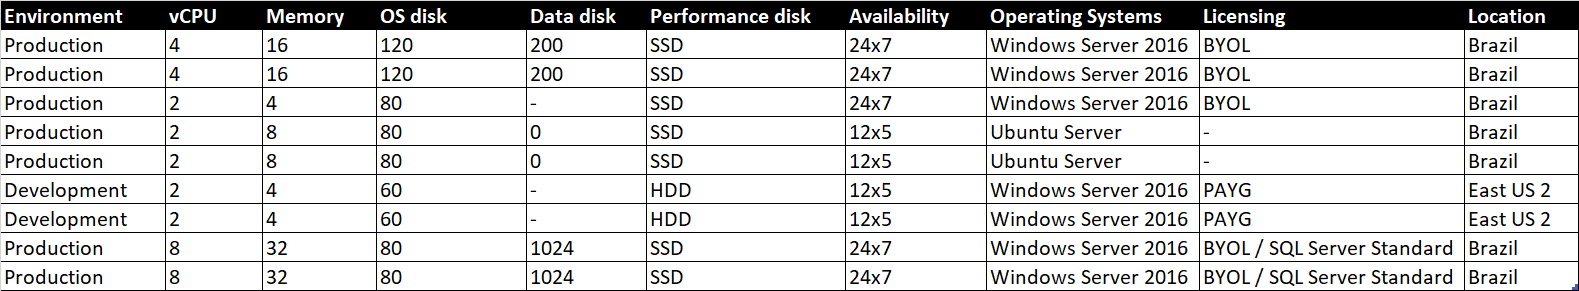 Environment vCPU Memory OS disk Data disk Performance disk Availability Operating Systems Licensing Location
Production 4 16 120 200 SSD 24x7 Windows Server 2016 BYOL Brazil
Production 4 16 120 200 SSD 24x7 Windows Server 2016 BYOL Brazil
Production 2 4 80 - SSD 24x7 Windows Server 2016 BYOL Brazil
Production 2 8 80 0 SSD 12x5 Ubuntu Server - Brazil
Production 2 8 80 0 SSD 12x5 Ubuntu Server - Brazil
Development 2 4 60 - HDD 12x5 Windows Server 2016 PAYG East US 2
Development 2 4 60 - HDD 12x5 Windows Server 2016 PAYG East US 2
Production 8 32 80 1024 SSD 24x7 Windows Server 2016 BYOL / SQL Server Standard Brazil
Production 8 32 80 1024 SSD 24x7 Windows Server 2016 BYOL / SQL Server Standard Brazil